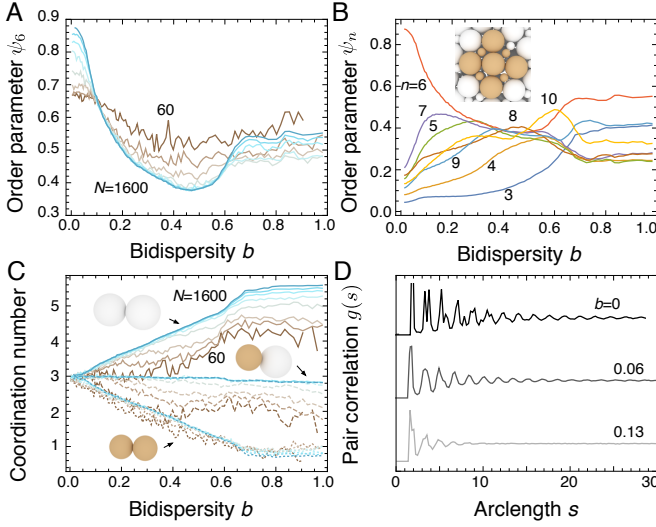 A
Order parameter ψ6
0.9
0.8
0.7
0.6
0.5
0.4
0.3
60
N=1600
0.0 0.2 0.4 0.6 0.8 1.0
Bidispersity b
B
Order parameter ψn
0.8
0.6
0.4
0.2
0.0
n=6
7
5
8
10
9
4
3
0.0 0.2 0.4 0.6 0.8 1.0
Bidispersity b
C
Coordination number
5
4
3
2
1
N=1600
60
0.0 0.2 0.4 0.6 0.8 1.0
Bidispersity b
D
Pair correlation g(s)
b=0
0.06
0.13
0 5 10 15 20 25 30
Arclength s